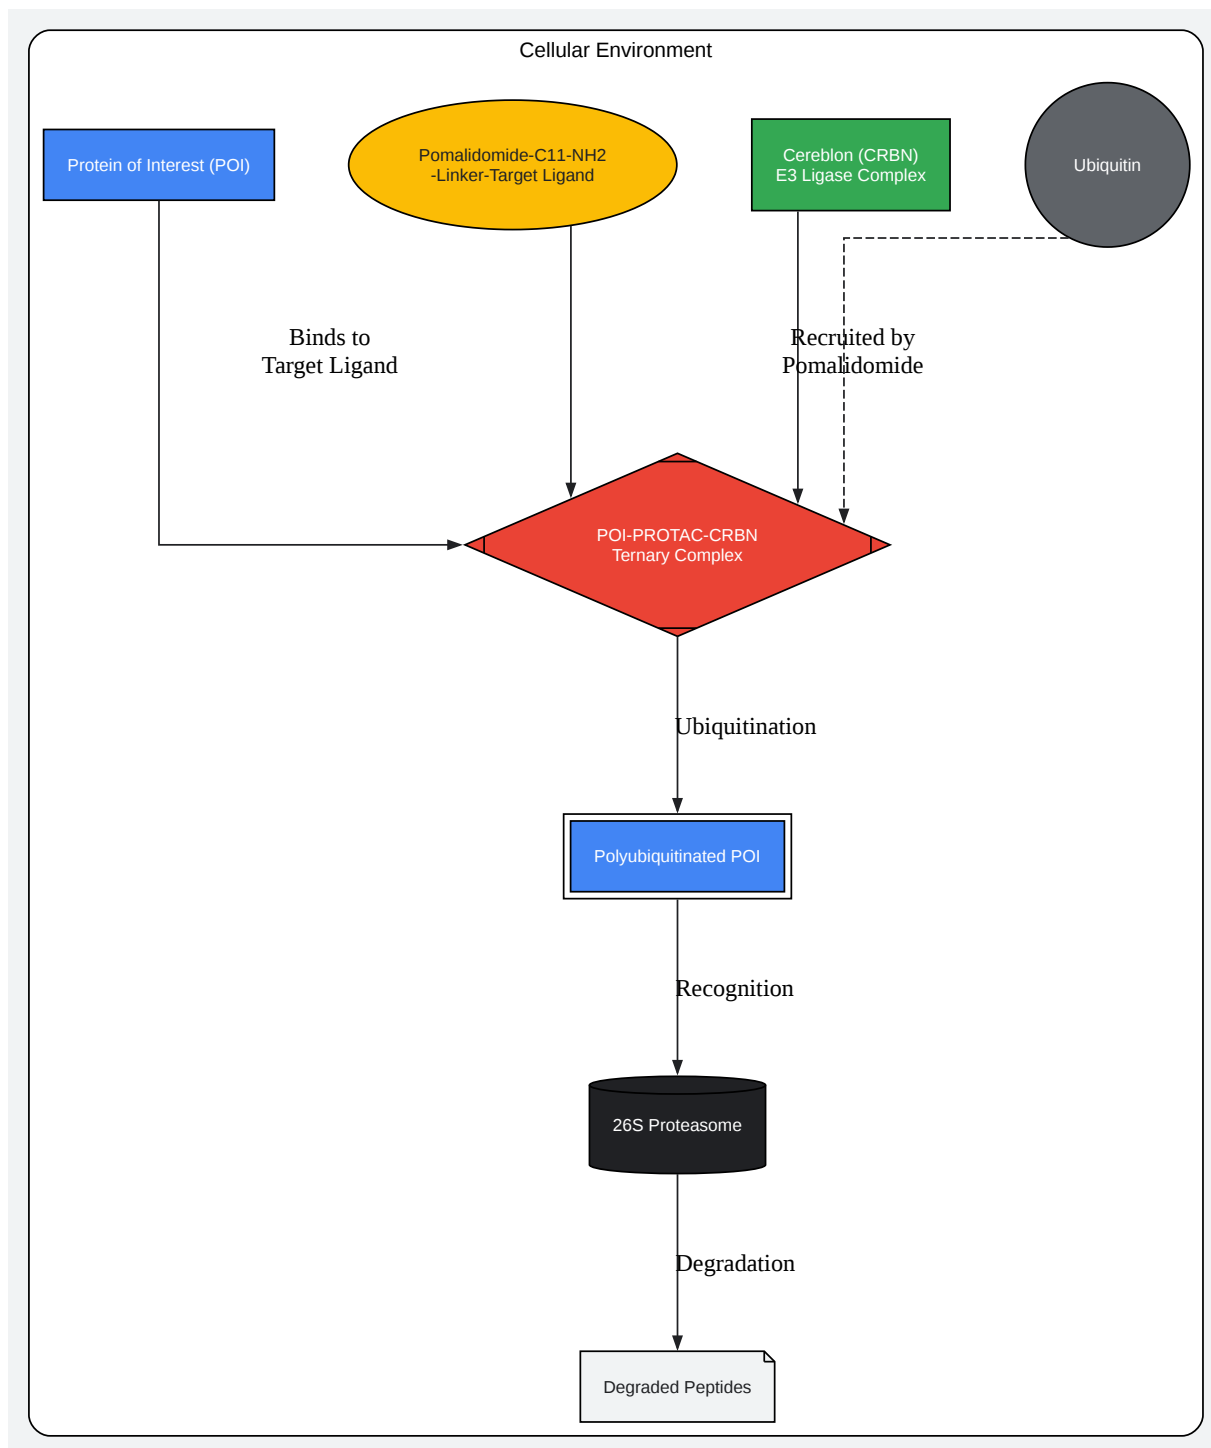 Cellular Environment
Protein of Interest (POI)
Pomalidomide-C11-NH2
-Linker-Target Ligand
Cereblon (CRBN)
E3 Ligase Complex
Ubiquitin
Binds to
Target Ligand
Recruited by
Pomalidomide
POI-PROTAC-CRBN
Ternary Complex
Ubiquitination
Polyubiquitinated POI
Recognition
26S Proteasome
Degradation
Degraded Peptides